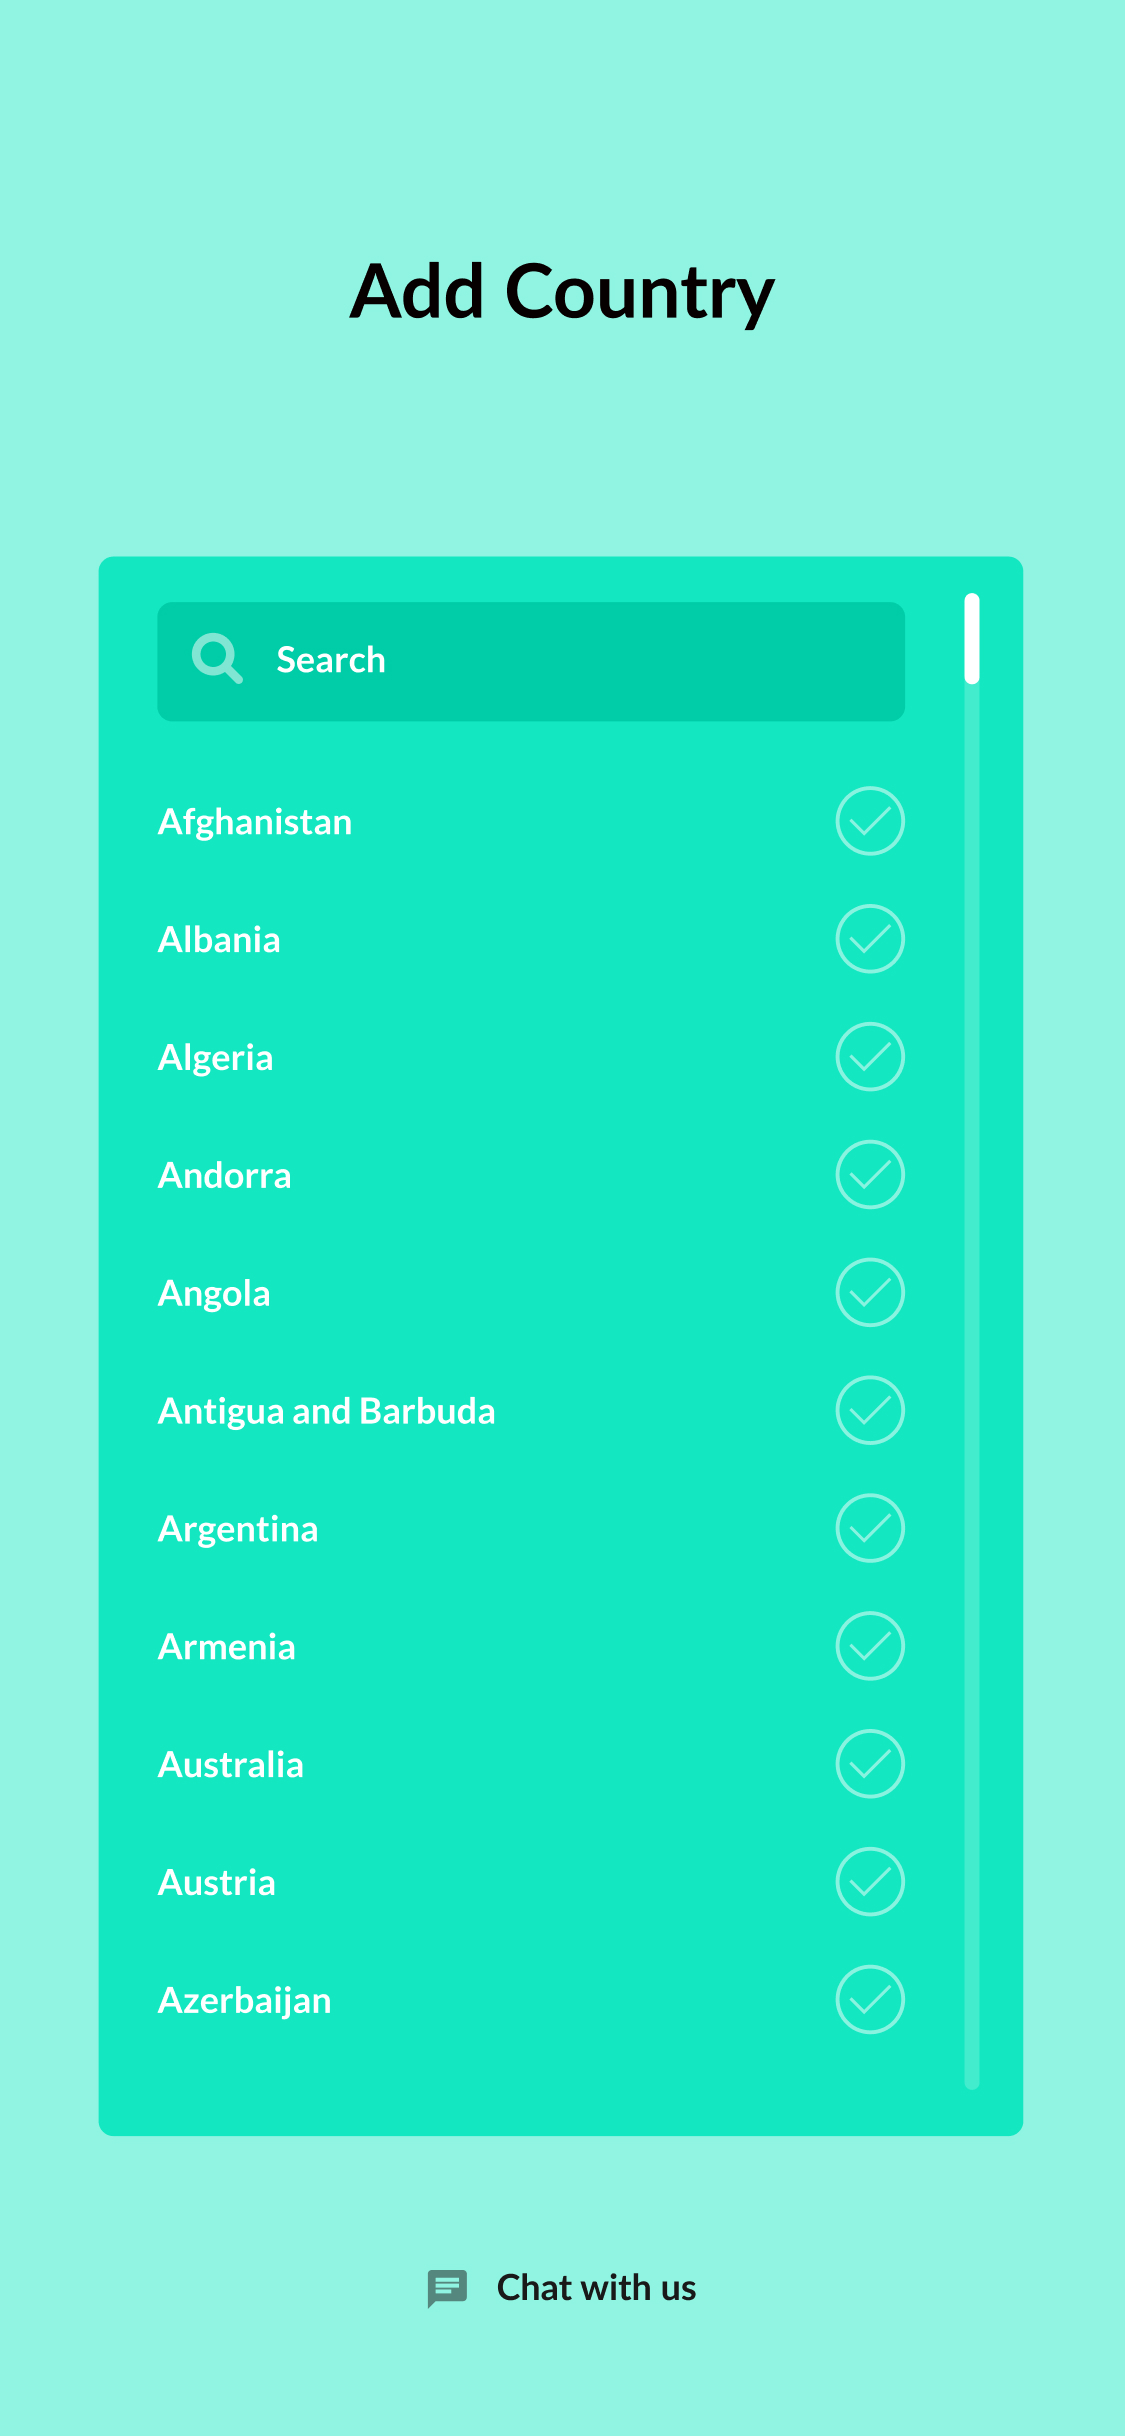 Add Country
Search
Afghanistan
Albania
Algeria
Andorra
Angola
Antigua and Barbuda
Argentina
Armenia
Australia
Austria
Azerbaijan
Chat with us